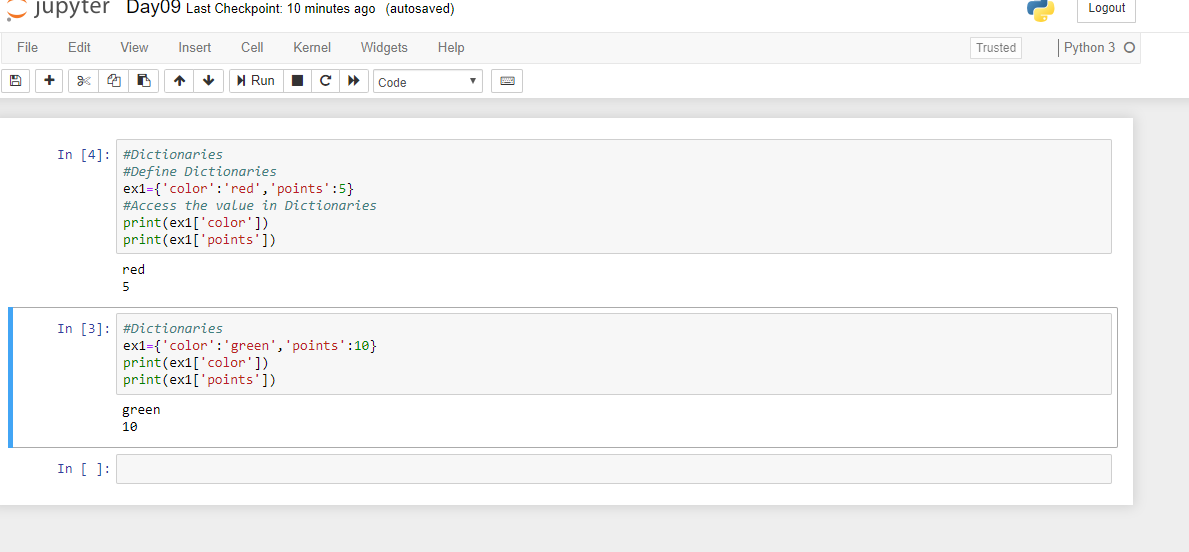 jupyter Day09 Last Checkpoint: 10 minutes ago (autosaved)
Logout
File Edit View Insert Cell Kernel Widgets Help Trusted Python 3
Run Code
In [4]: #Dictionaries
#Define Dictionaries
ex1={'color':'red','points':5}
#Access the value in Dictionaries
print(ex1['color'])
print(ex1['points'])
red
5
In [3]: #Dictionaries
ex1={'color':'green','points':10}
print(ex1['color'])
print(ex1['points'])
green
10
In [ ]: